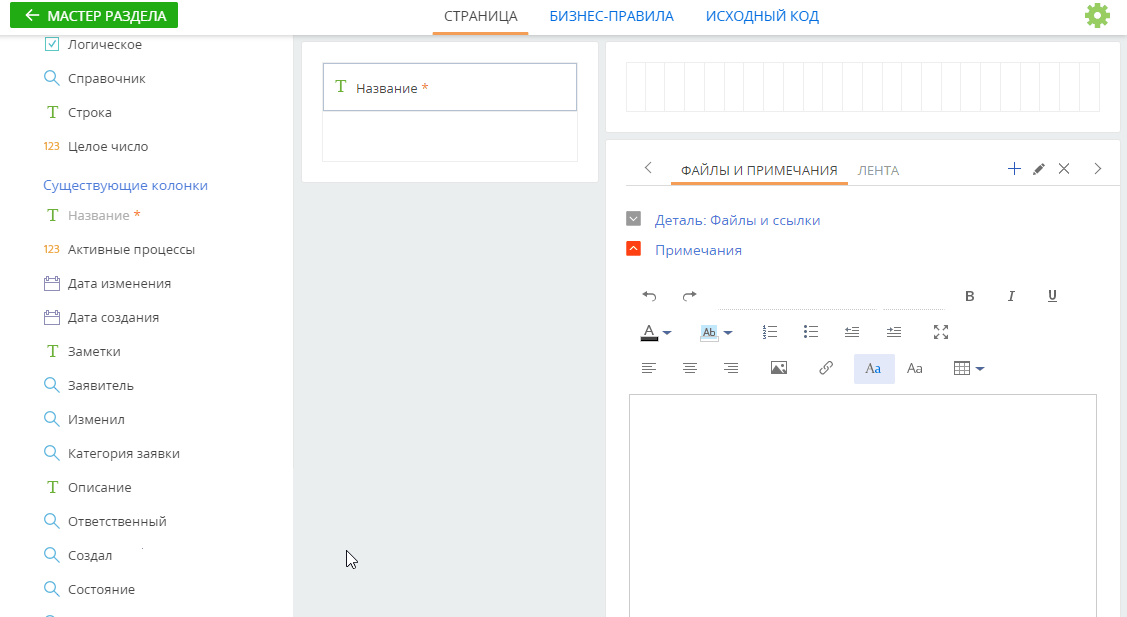 МАСТЕР РАЗДЕЛА
СТРАНИЦА
БИЗНЕС-ПРАВИЛА
ИСХОДНЫЙ КОД
Логическое
Справочник
T Строка
123 Целое число
Существующие колонки
T Название *
123 Активные процессы
Дата изменения
Дата создания
T Заметки
Заявитель
Изменил
Категория заявки
T Описание
Ответственный
Создал
Состояние
T Название *
ФАЙЛЫ И ПРИМЕЧАНИЯ
ЛЕНТА
Деталь: Файлы и ссылки
Примечания
B I U
A Ab
Aa Aa